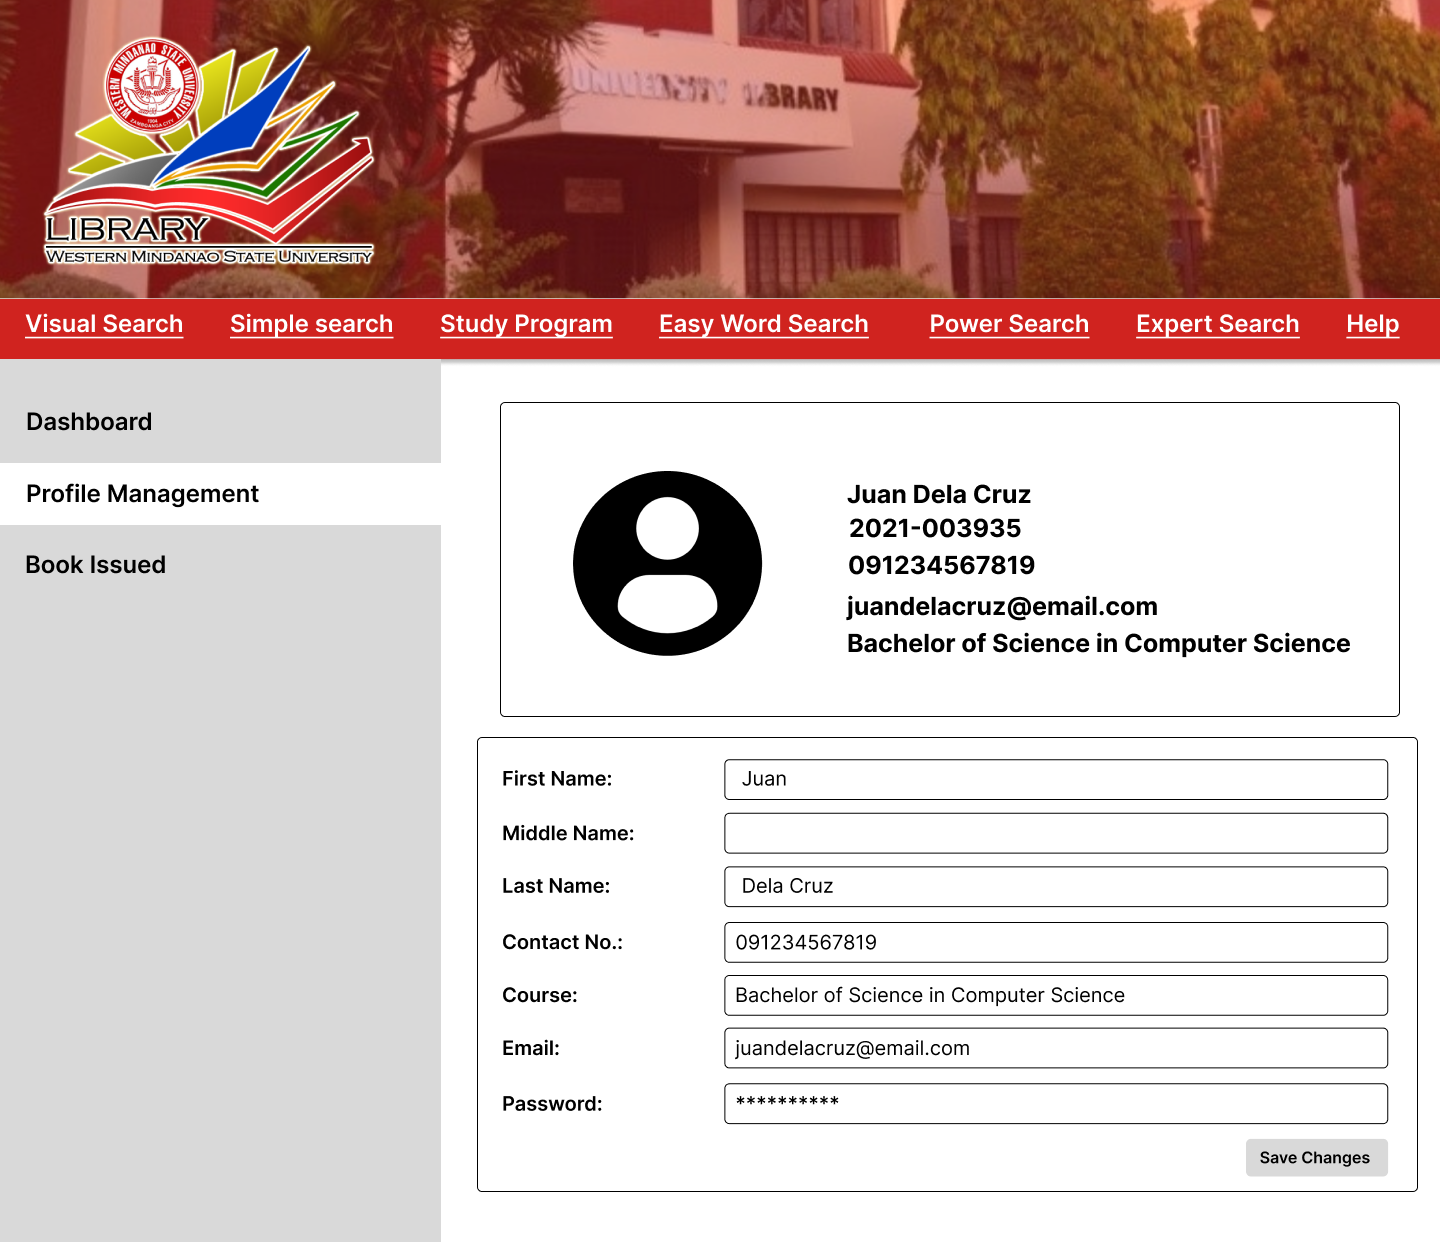 WESTERN MINDANAO STATE UNIVERSITY
1904
ZAMBOANGA CITY
LIBRARY
WESTERN MINDANAO STATE UNIVERSITY
UNIVERSITY LIBRARY
Visual Search Simple search Study Program Easy Word Search Power Search Expert Search Help
Dashboard
Profile Management
Book Issued
Juan Dela Cruz
2021-003935
091234567819
juandelacruz@email.com
Bachelor of Science in Computer Science
First Name: Juan
Middle Name:
Last Name: Dela Cruz
Contact No.: 091234567819
Course: Bachelor of Science in Computer Science
Email: juandelacruz@email.com
Password: **********
Save Changes